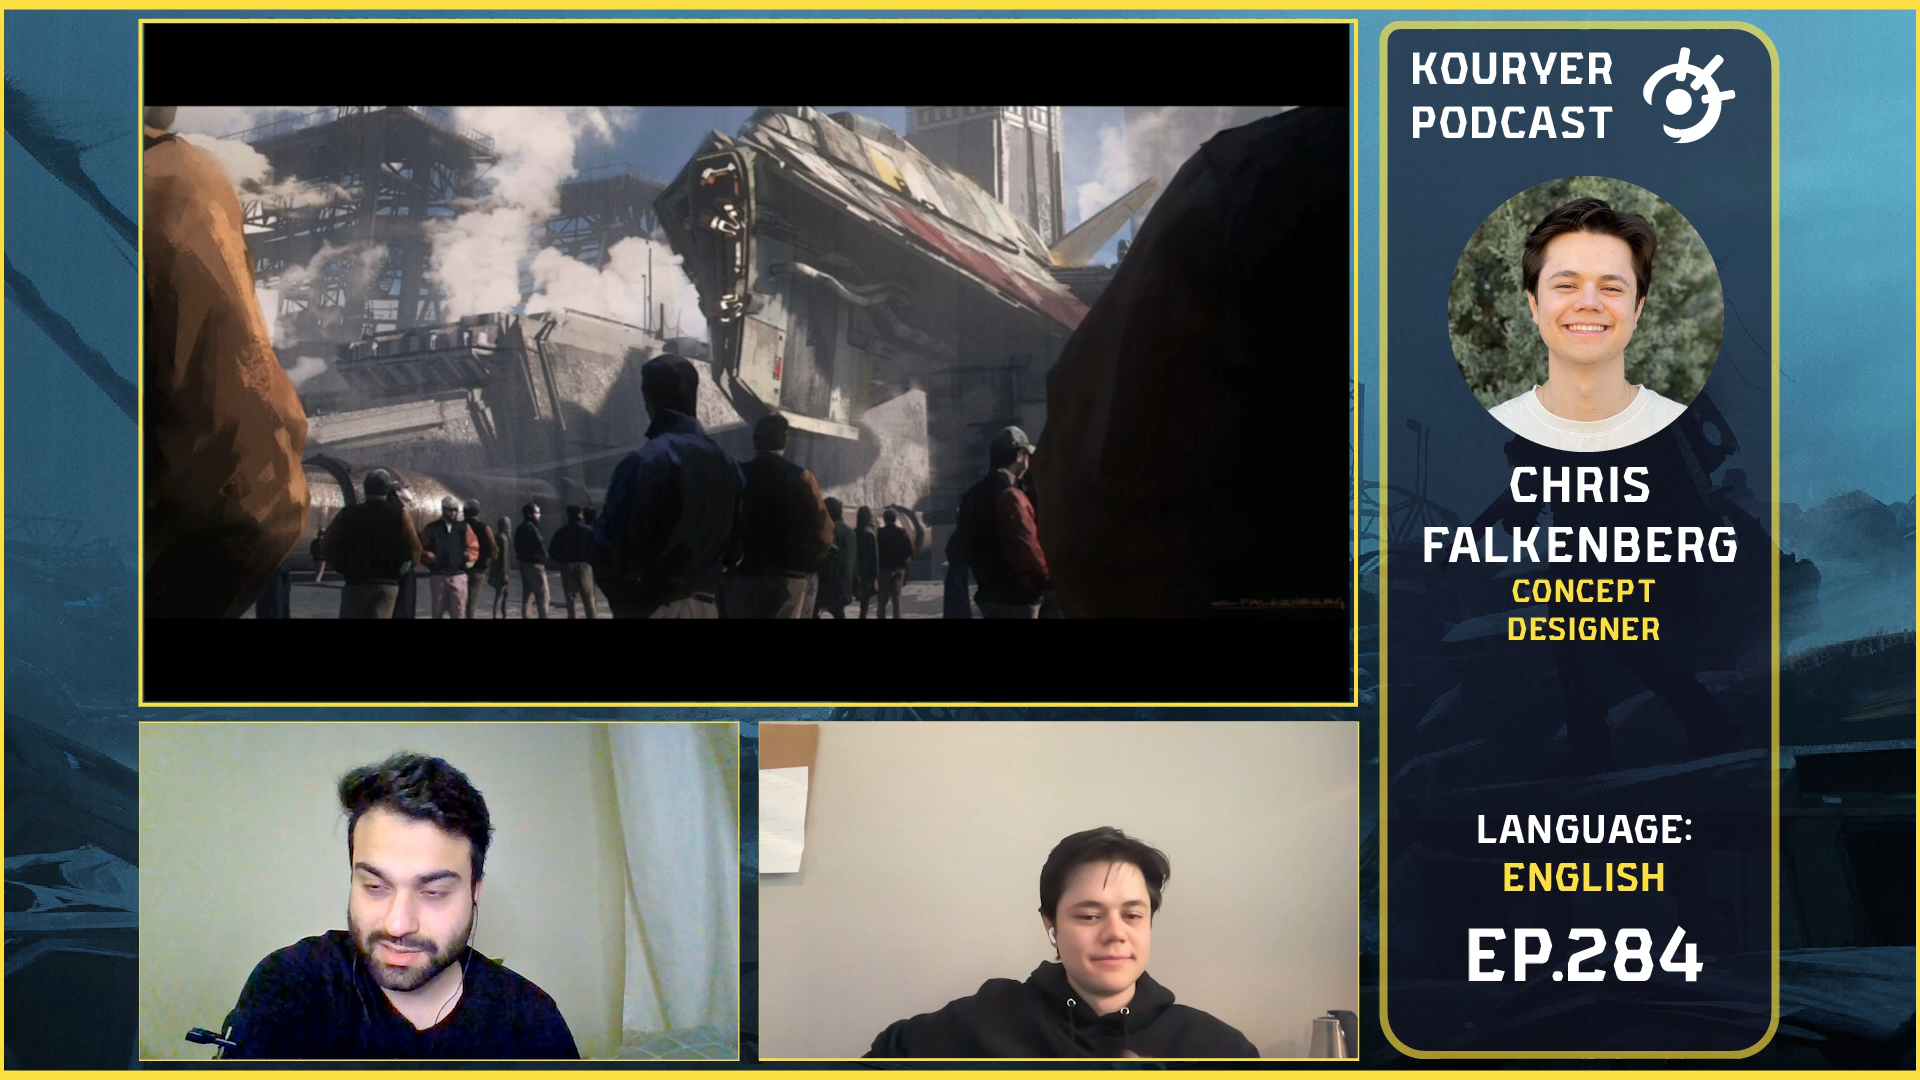 KOURYER
PODCAST
CHRIS
FALKENBERG
CONCEPT
DESIGNER
LANGUAGE:
ENGLISH
EP.284